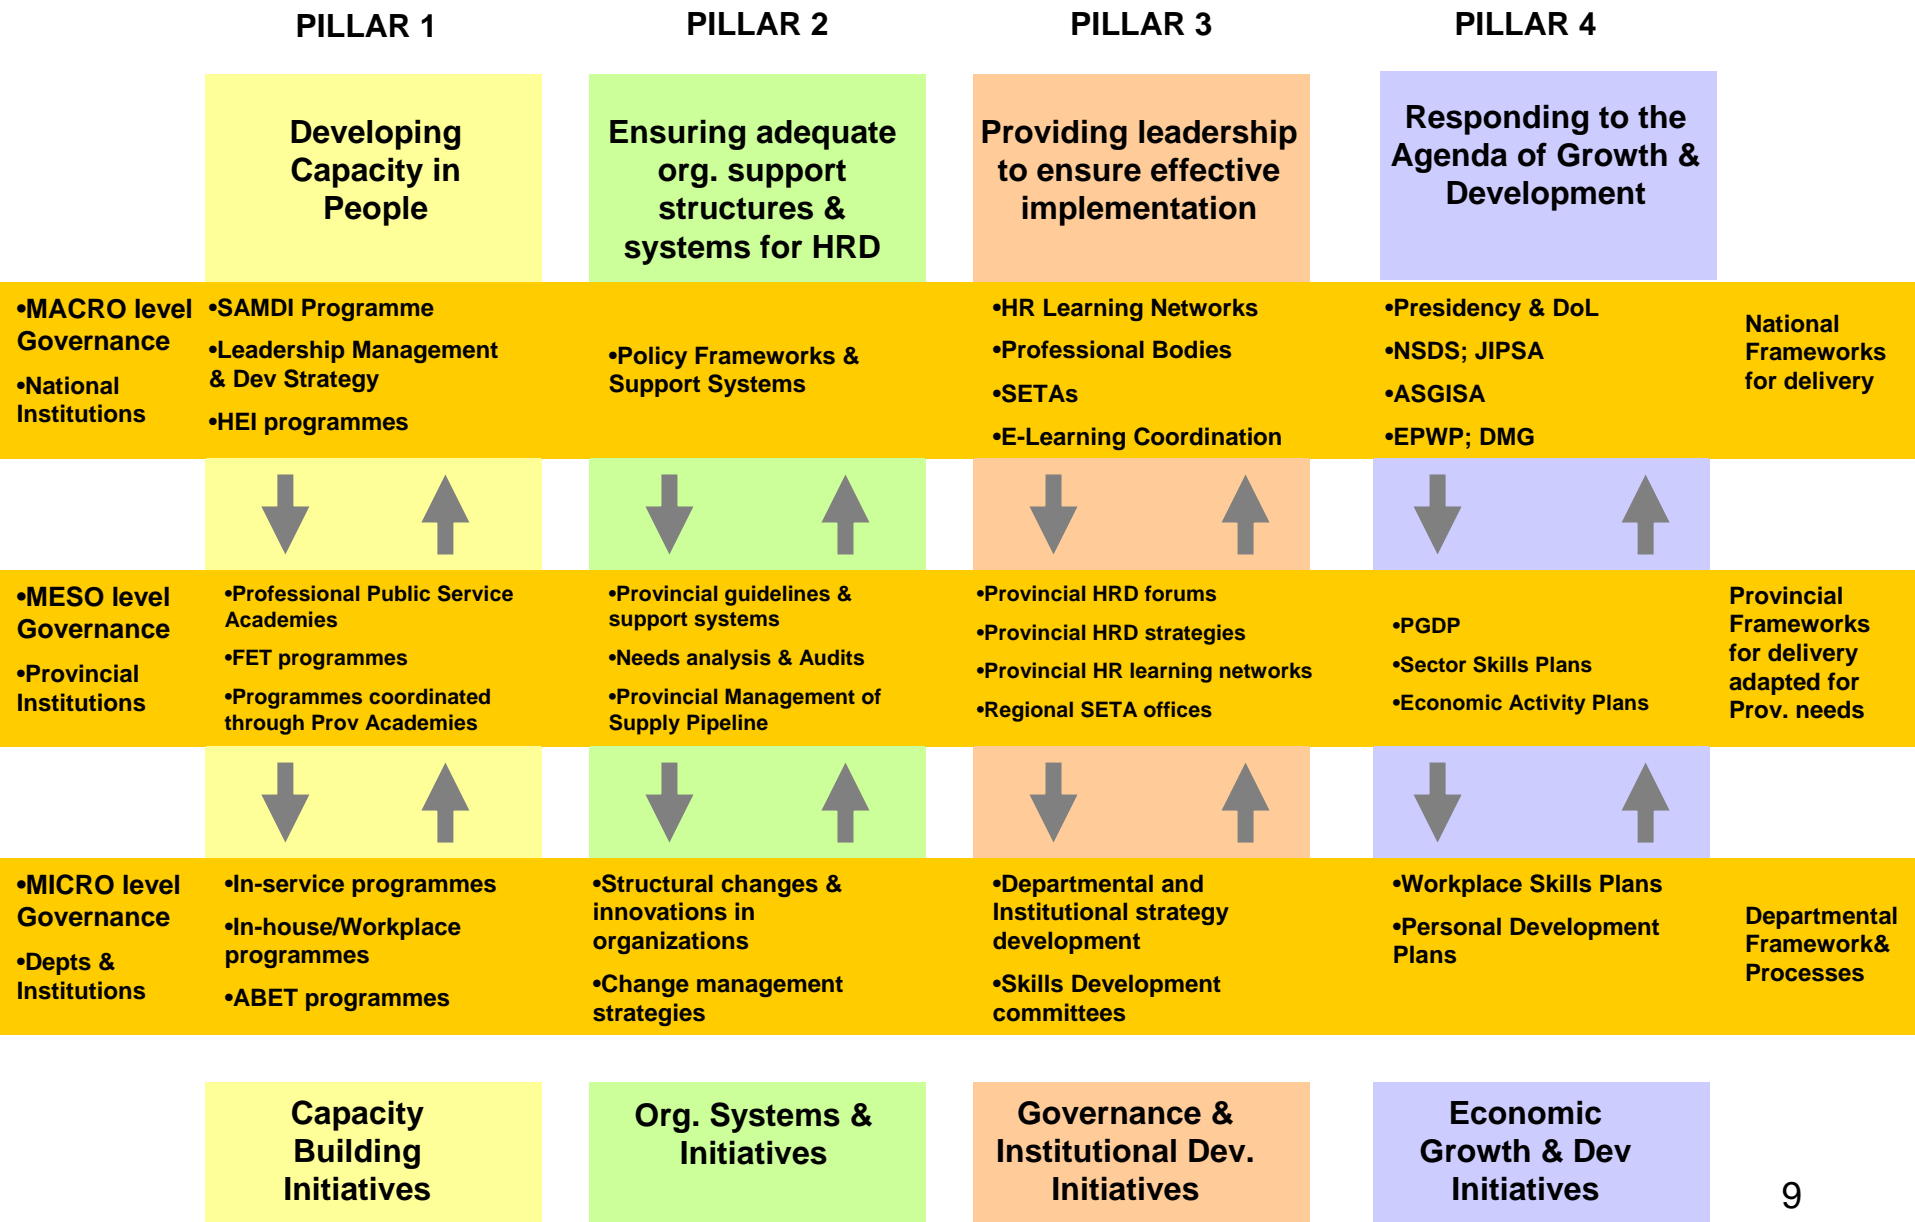 PILLAR 1
PILLAR 2
PILLAR 3
PILLAR 4
Developing
Capacity in
People
Ensuring adequate
org. support
structures &
systems for HRD
Providing leadership
to ensure effective
implementation
Responding to the
Agenda of Growth &
Development
•MACRO level
Governance
•National
Institutions
•SAMDI Programme
•Leadership Management
& Dev Strategy
•HEI programmes
•Policy Frameworks &
Support Systems
•HR Learning Networks
•Professional Bodies
•SETAs
•E-Learning Coordination
•Presidency & DoL
•NSDS; JIPSA
•ASGISA
•EPWP; DMG
National
Frameworks
for delivery
•MESO level
Governance
•Provincial
Institutions
•Professional Public Service
Academies
•FET programmes
•Programmes coordinated
through Prov Academies
•Provincial guidelines &
support systems
•Needs analysis & Audits
•Provincial Management of
Supply Pipeline
•Provincial HRD forums
•Provincial HRD strategies
•Provincial HR learning networks
•Regional SETA offices
•PGDP
•Sector Skills Plans
•Economic Activity Plans
Provincial
Frameworks
for delivery
adapted for
Prov. needs
•MICRO level
Governance
•Depts &
Institutions
•In-service programmes
•In-house/Workplace
programmes
•ABET programmes
•Structural changes &
innovations in
organizations
•Change management
strategies
•Departmental and
Institutional strategy
development
•Skills Development
committees
•Workplace Skills Plans
•Personal Development
Plans
Departmental
Framework&
Processes
Capacity
Building
Initiatives
Org. Systems &
Initiatives
Governance &
Institutional Dev.
Initiatives
Economic
Growth & Dev
Initiatives
9